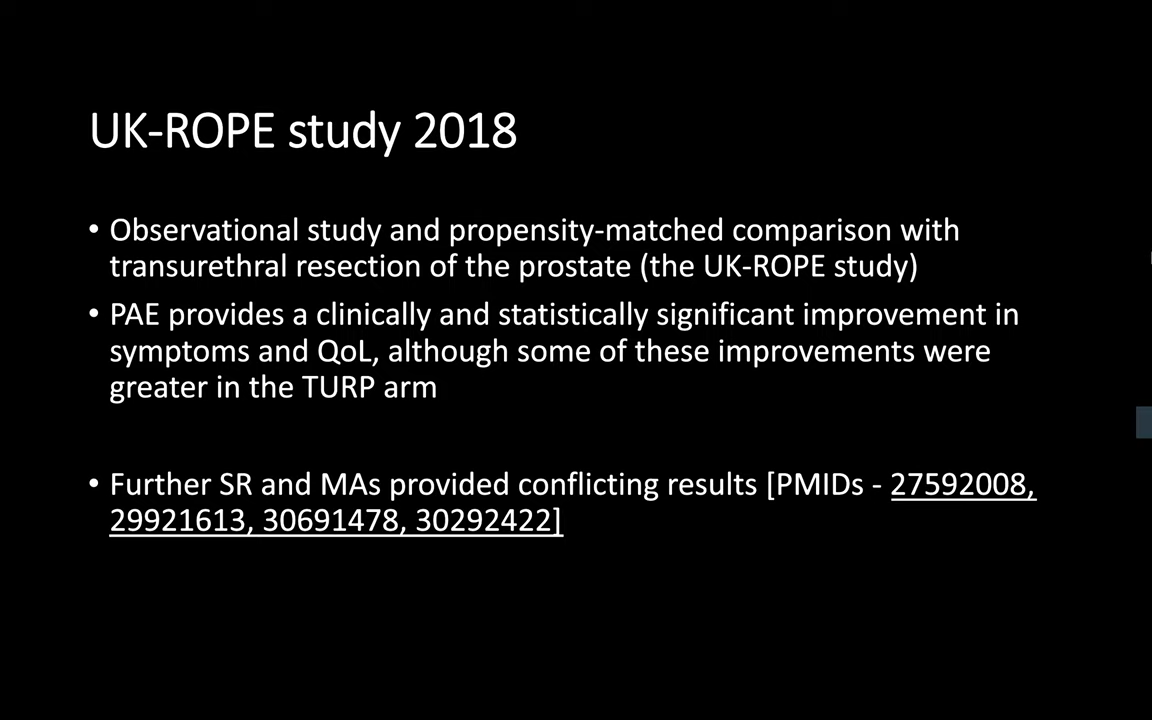 UK-ROPE study 2018
• Observational study and propensity-matched comparison with
transurethral resection of the prostate (the UK-ROPE study)
• PAE provides a clinically and statistically significant improvement in
symptoms and QoL, although some of these improvements were
greater in the TURP arm
• Further SR and MAs provided conflicting results [PMIDs - 27592008,
29921613, 30691478, 30292422]